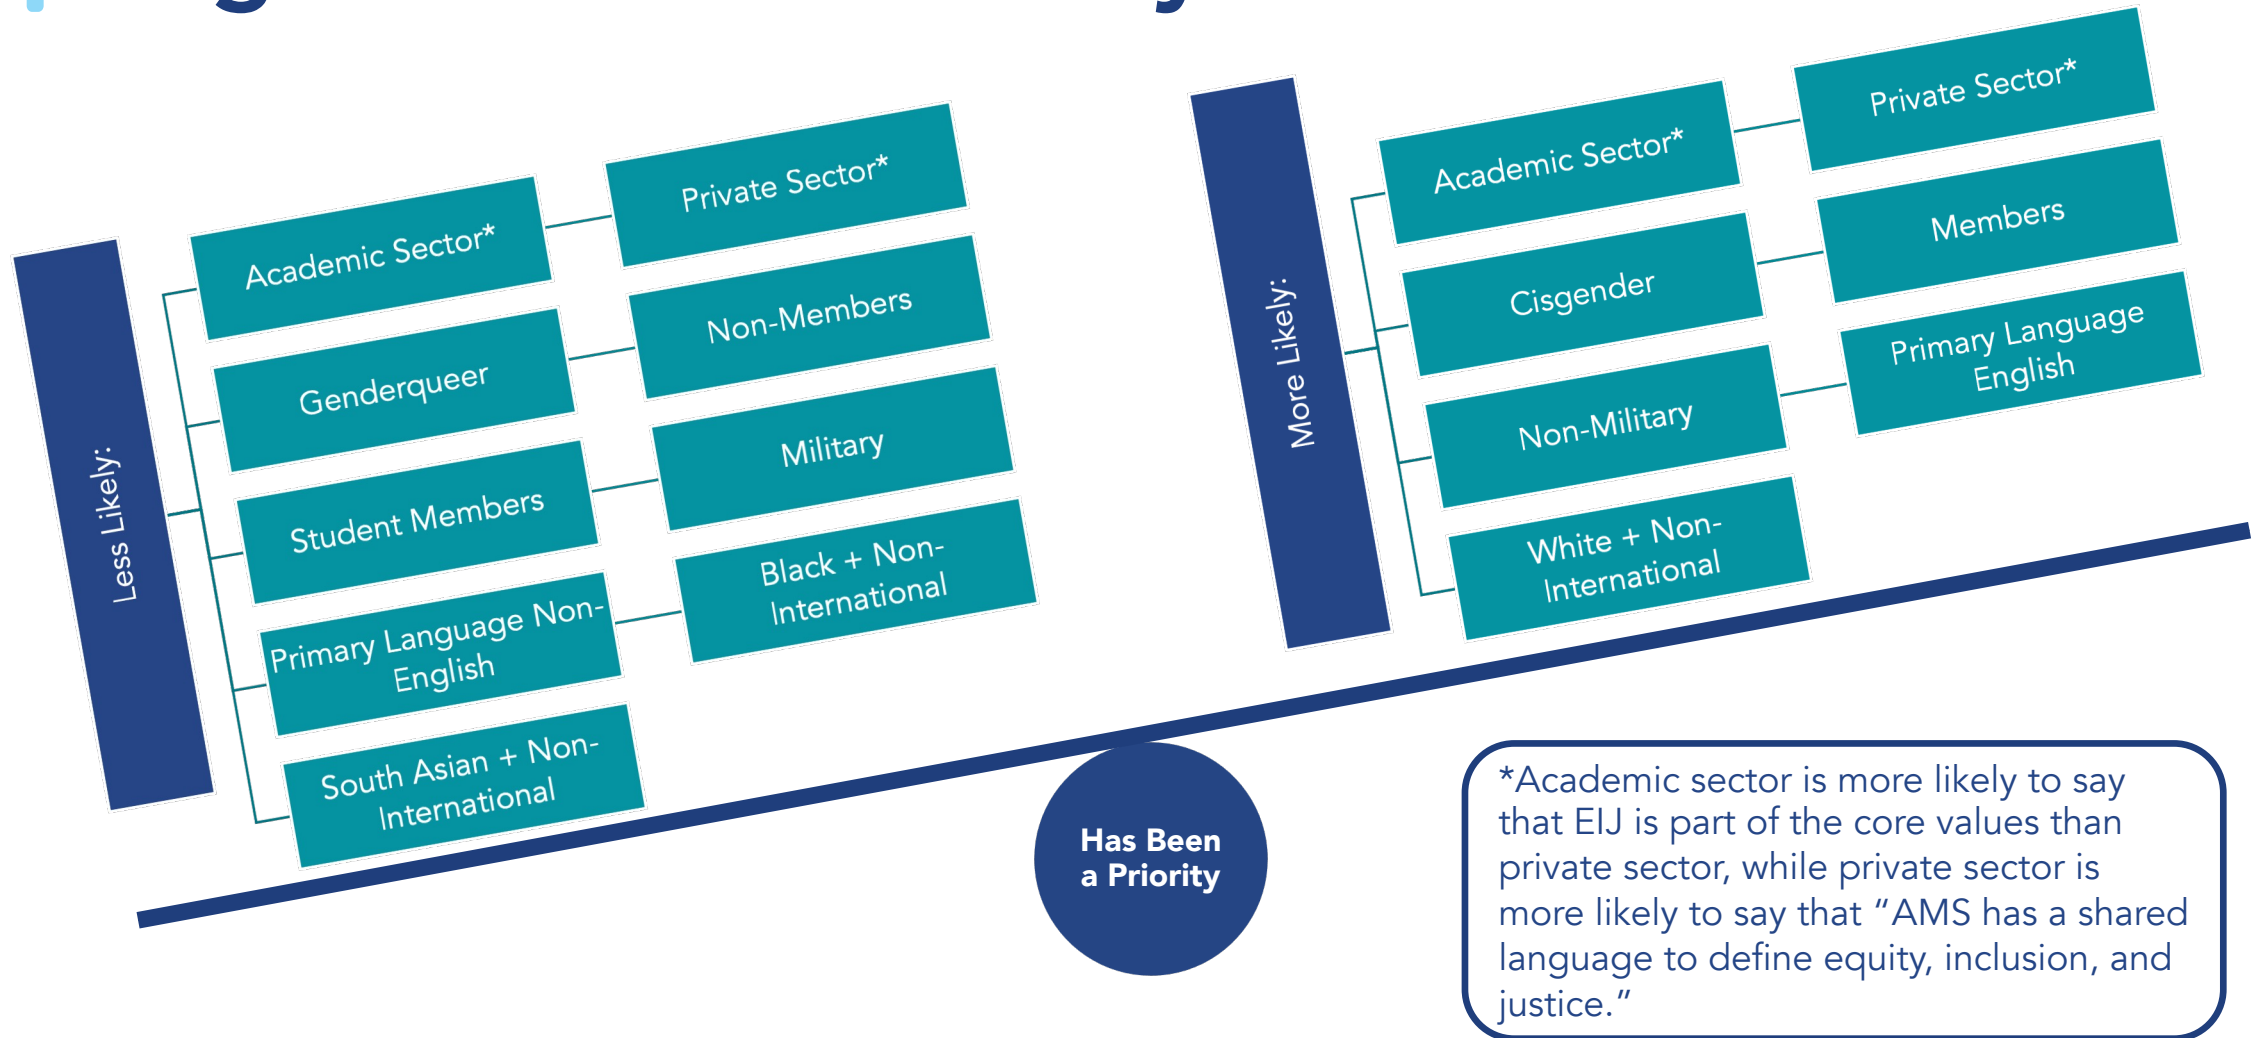 Less Likely:
Academic Sector*
Private Sector*
Genderqueer
Non-Members
Student Members
Military
Primary Language Non-
English
Black + Non-
International
South Asian + Non-
International
More Likely:
Academic Sector*
Private Sector*
Cisgender
Members
Non-Military
Primary Language
English
White + Non-
International
Has Been
a Priority
*Academic sector is more likely to say
that EIJ is part of the core values than
private sector, while private sector is
more likely to say that “AMS has a shared
language to define equity, inclusion, and
justice.”